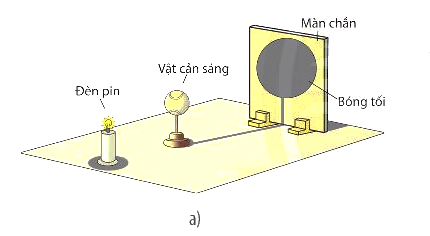 Màn chắn
Vật cản sáng
Đèn pin
Bóng tối
a)